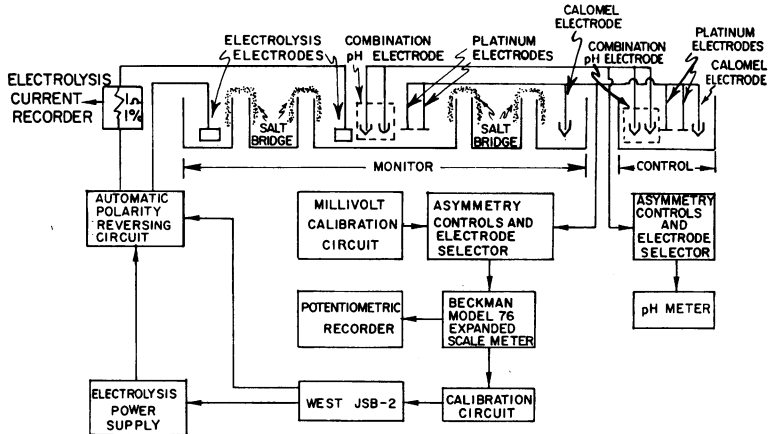 CALOMEL
ELECTRODE
ELECTROLYSIS
ELECTRODES
COMBINATION
pH ELECTRODE
PLATINUM
ELECTRODES
COMBINATION
pH ELECTRODE
PLATINUM
ELECTRODES
CALOMEL
ELECTRODE
ELECTROLYSIS
CURRENT
RECORDER
1Ω
1%
SALT
BRIDGE
SALT
BRIDGE
MONITOR
CONTROL
AUTOMATIC
POLARITY
REVERSING
CIRCUIT
MILLIVOLT
CALIBRATION
CIRCUIT
ASYMMETRY
CONTROLS AND
ELECTRODE
SELECTOR
ASYMMETRY
CONTROLS
AND
ELECTRODE
SELECTOR
POTENTIOMETRIC
RECORDER
BECKMAN
MODEL 76
EXPANDED
SCALE METER
pH METER
ELECTROLYSIS
POWER
SUPPLY
WEST JSB-2
CALIBRATION
CIRCUIT